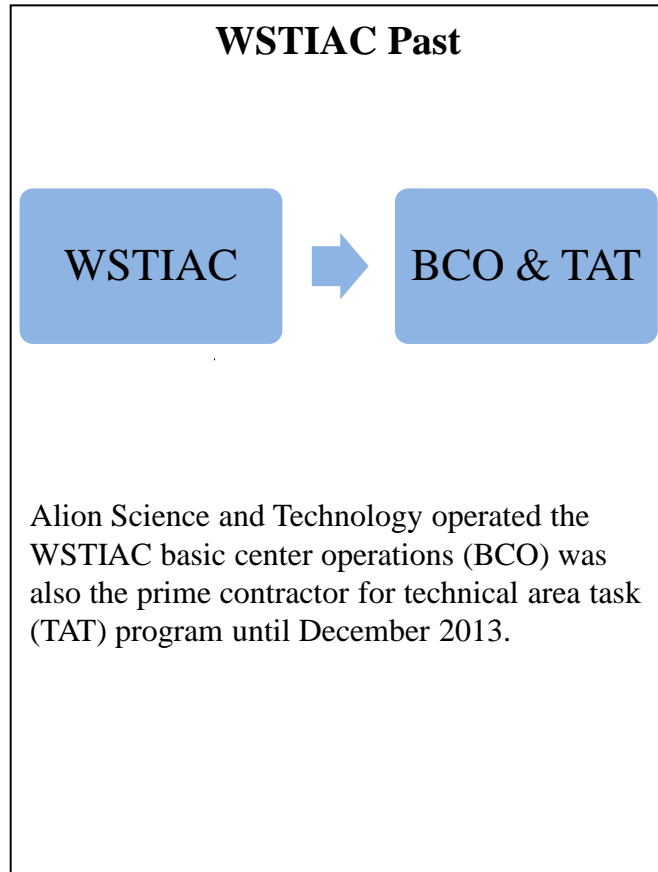 WSTIAC Past
WSTIAC
BCO & TAT
Alion Science and Technology operated the
WSTIAC basic center operations (BCO) was
also the prime contractor for technical area task
(TAT) program until December 2013.